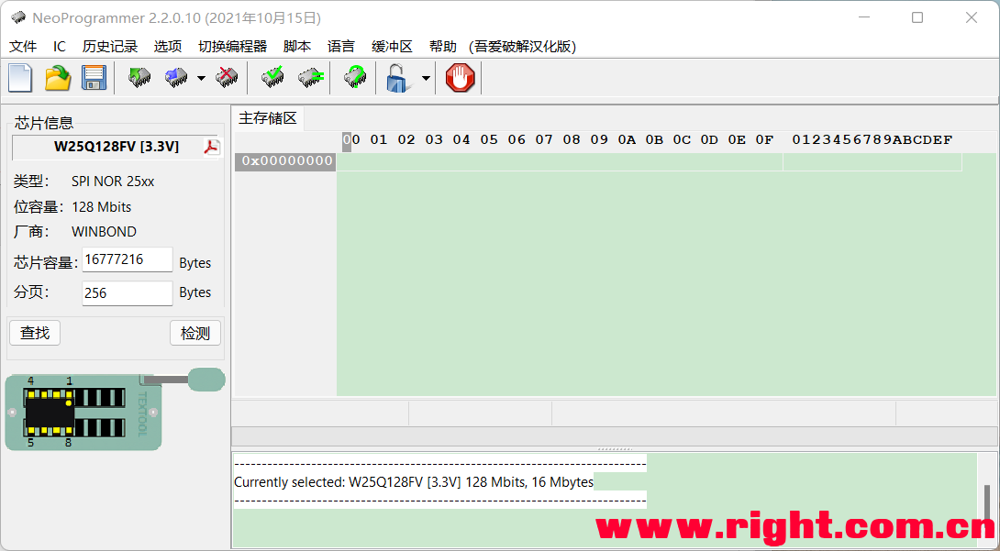 NeoProgrammer 2.2.0.10 (2021年10月15日)
文件 IC 历史记录 选项 切换编程器 脚本 语言 缓冲区 帮助 (吾爱破解汉化版)
芯片信息
W25Q128FV [3.3V]
类型: SPI NOR 25xx
位容量: 128 Mbits
厂商: WINBOND
芯片容量: 16777216 Bytes
分页: 256 Bytes
查找 检测
4 1
TEXTOOL
5 8
主存储区
00 01 02 03 04 05 06 07 08 09 0A 0B 0C 0D 0E 0F 0123456789ABCDEF
0x00000000
Currently selected: W25Q128FV [3.3V] 128 Mbits, 16 Mbytes
www.right.com.cn